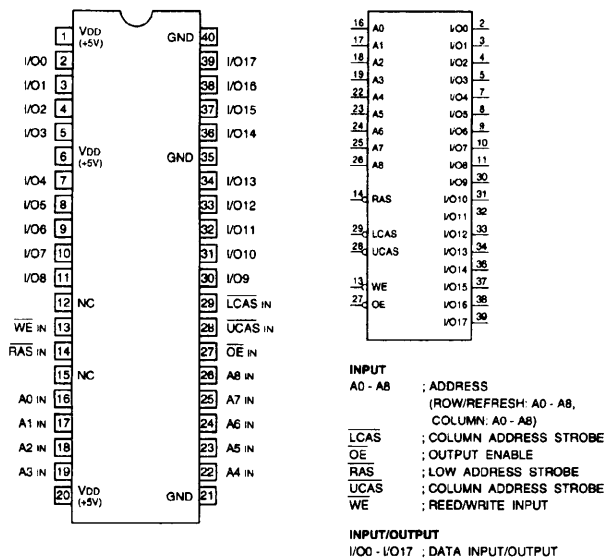 1 VDD (+5V) GND 40
I/O0 2 39 I/O17
I/O1 3 38 I/O16
I/O2 4 37 I/O15
I/O3 5 36 I/O14
6 VDD (+5V) GND 35
I/O4 7 34 I/O13
I/O5 8 33 I/O12
I/O6 9 32 I/O11
I/O7 10 31 I/O10
I/O8 11 30 I/O9
12 NC 29 LCAS IN
WE IN 13 28 UCAS IN
RAS IN 14 27 OE IN
15 NC 26 A8 IN
A0 IN 16 25 A7 IN
A1 IN 17 24 A6 IN
A2 IN 18 23 A5 IN
A3 IN 19 22 A4 IN
20 VDD (+5V) GND 21
16 A0 I/O0 2
17 A1 I/O1 3
18 A2 I/O2 4
19 A3 I/O3 5
22 A4 I/O4 7
23 A5 I/O5 8
24 A6 I/O6 9
25 A7 I/O7 10
26 A8 I/O8 11
I/O9 30
14 RAS I/O10 31
I/O11 32
29 LCAS I/O12 33
28 UCAS I/O13 34
I/O14 36
13 WE I/O15 37
27 OE I/O16 38
I/O17 39
INPUT
A0 - A8 ; ADDRESS
(ROW/REFRESH: A0 - A8,
COLUMN: A0 - A8)
LCAS ; COLUMN ADDRESS STROBE
OE ; OUTPUT ENABLE
RAS ; LOW ADDRESS STROBE
UCAS ; COLUMN ADDRESS STROBE
WE ; REED/WRITE INPUT
INPUT/OUTPUT
I/O0 - I/O17 ; DATA INPUT/OUTPUT